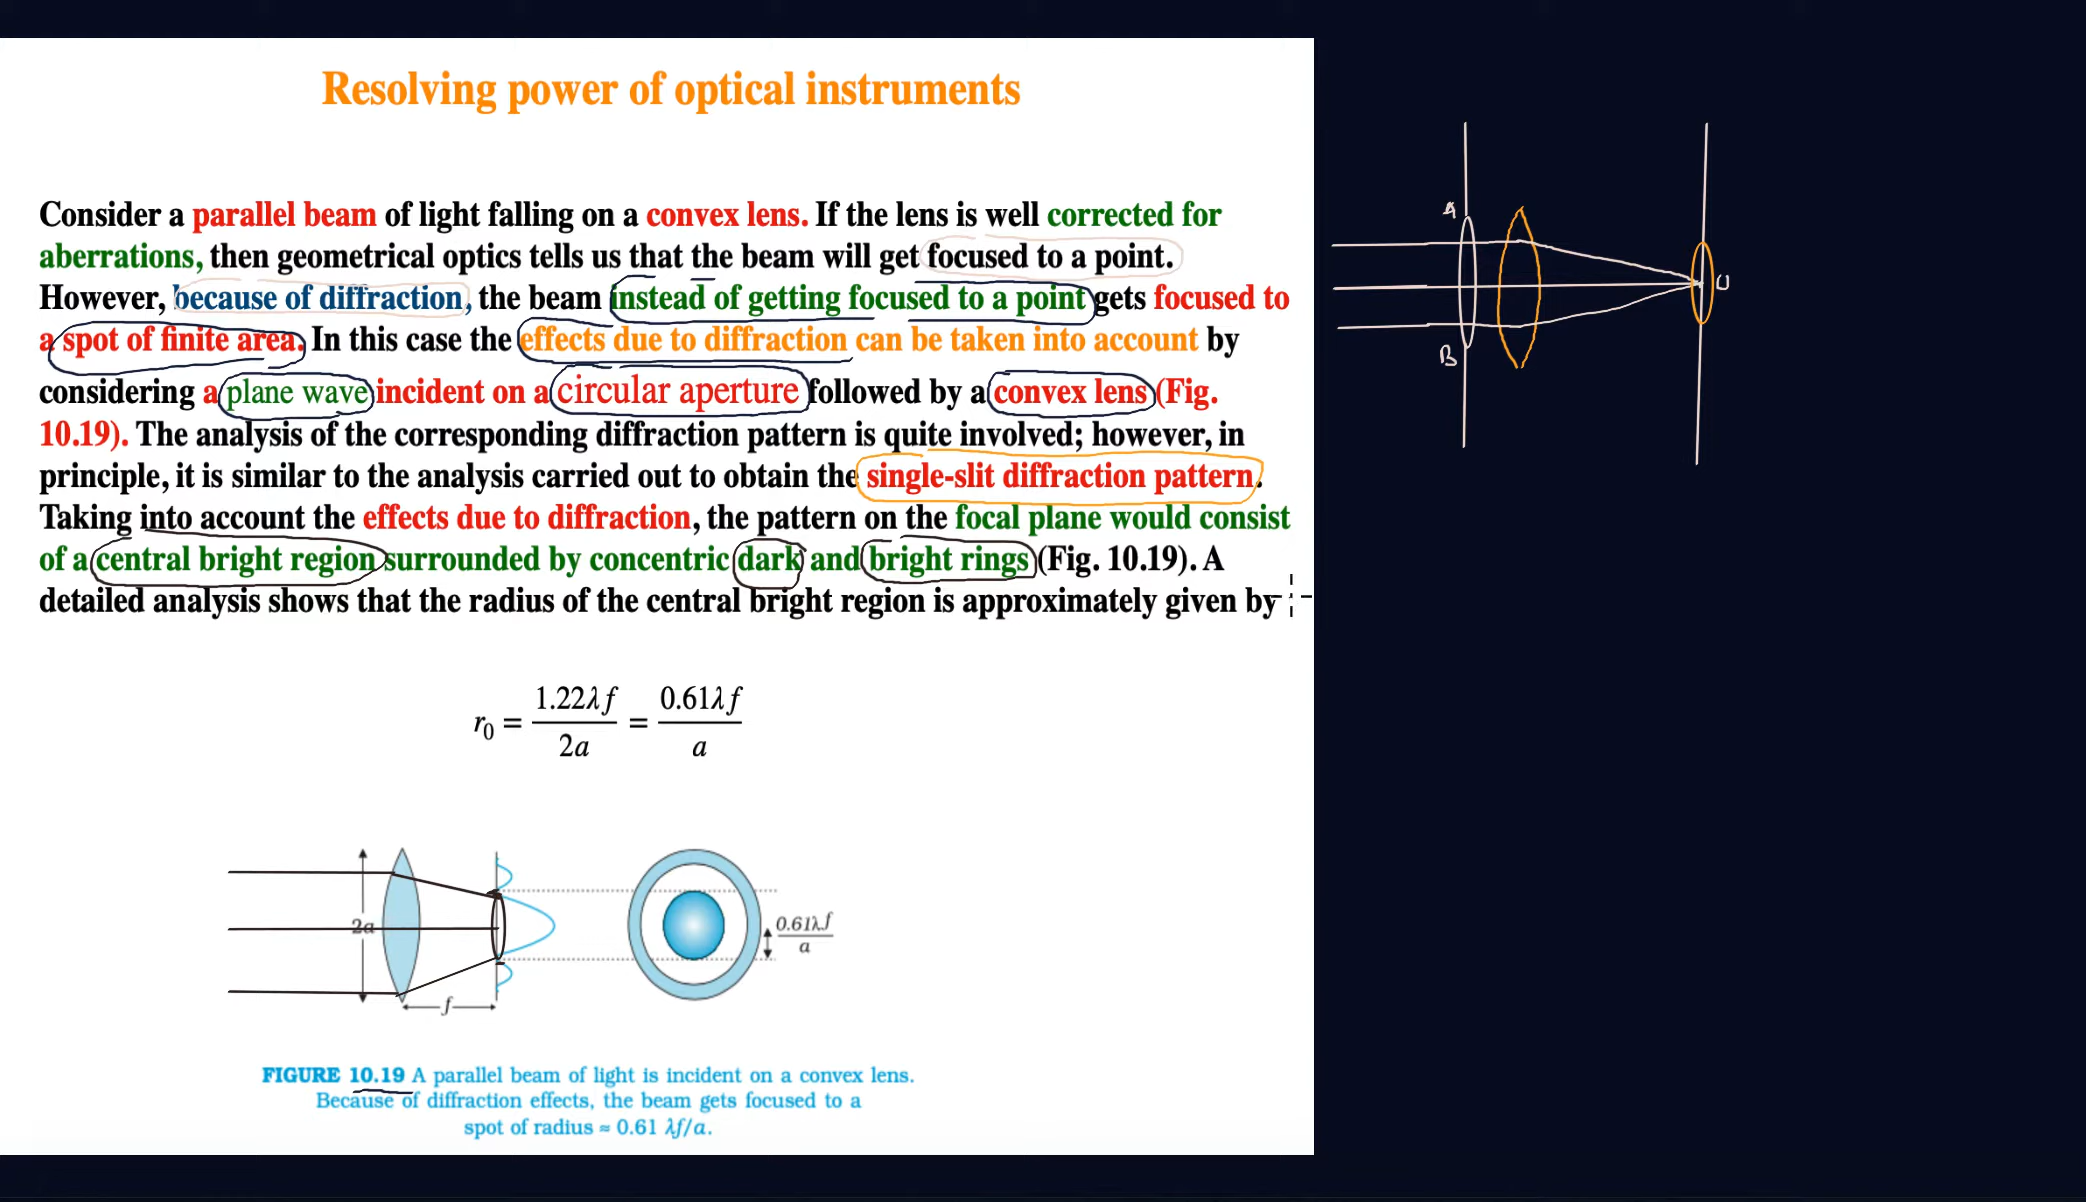 Resolving power of optical instruments
Consider a parallel beam of light falling on a convex lens. If the lens is well corrected for
aberrations, then geometrical optics tells us that the beam will get focused to a point.
However, because of diffraction, the beam instead of getting focused to a point gets focused to
a spot of finite area. In this case the effects due to diffraction can be taken into account by
considering a plane wave incident on a circular aperture followed by a convex lens (Fig.
10.19). The analysis of the corresponding diffraction pattern is quite involved; however, in
principle, it is similar to the analysis carried out to obtain the single-slit diffraction pattern.
Taking into account the effects due to diffraction, the pattern on the focal plane would consist
of a central bright region surrounded by concentric dark and bright rings (Fig. 10.19). A
detailed analysis shows that the radius of the central bright region is approximately given by
r₀ = 1.22λf / 2a = 0.61λf / a
2a
f
0.61λf / a
FIGURE 10.19 A parallel beam of light is incident on a convex lens.
Because of diffraction effects, the beam gets focused to a
spot of radius ≈ 0.61 λf/a.
A
B